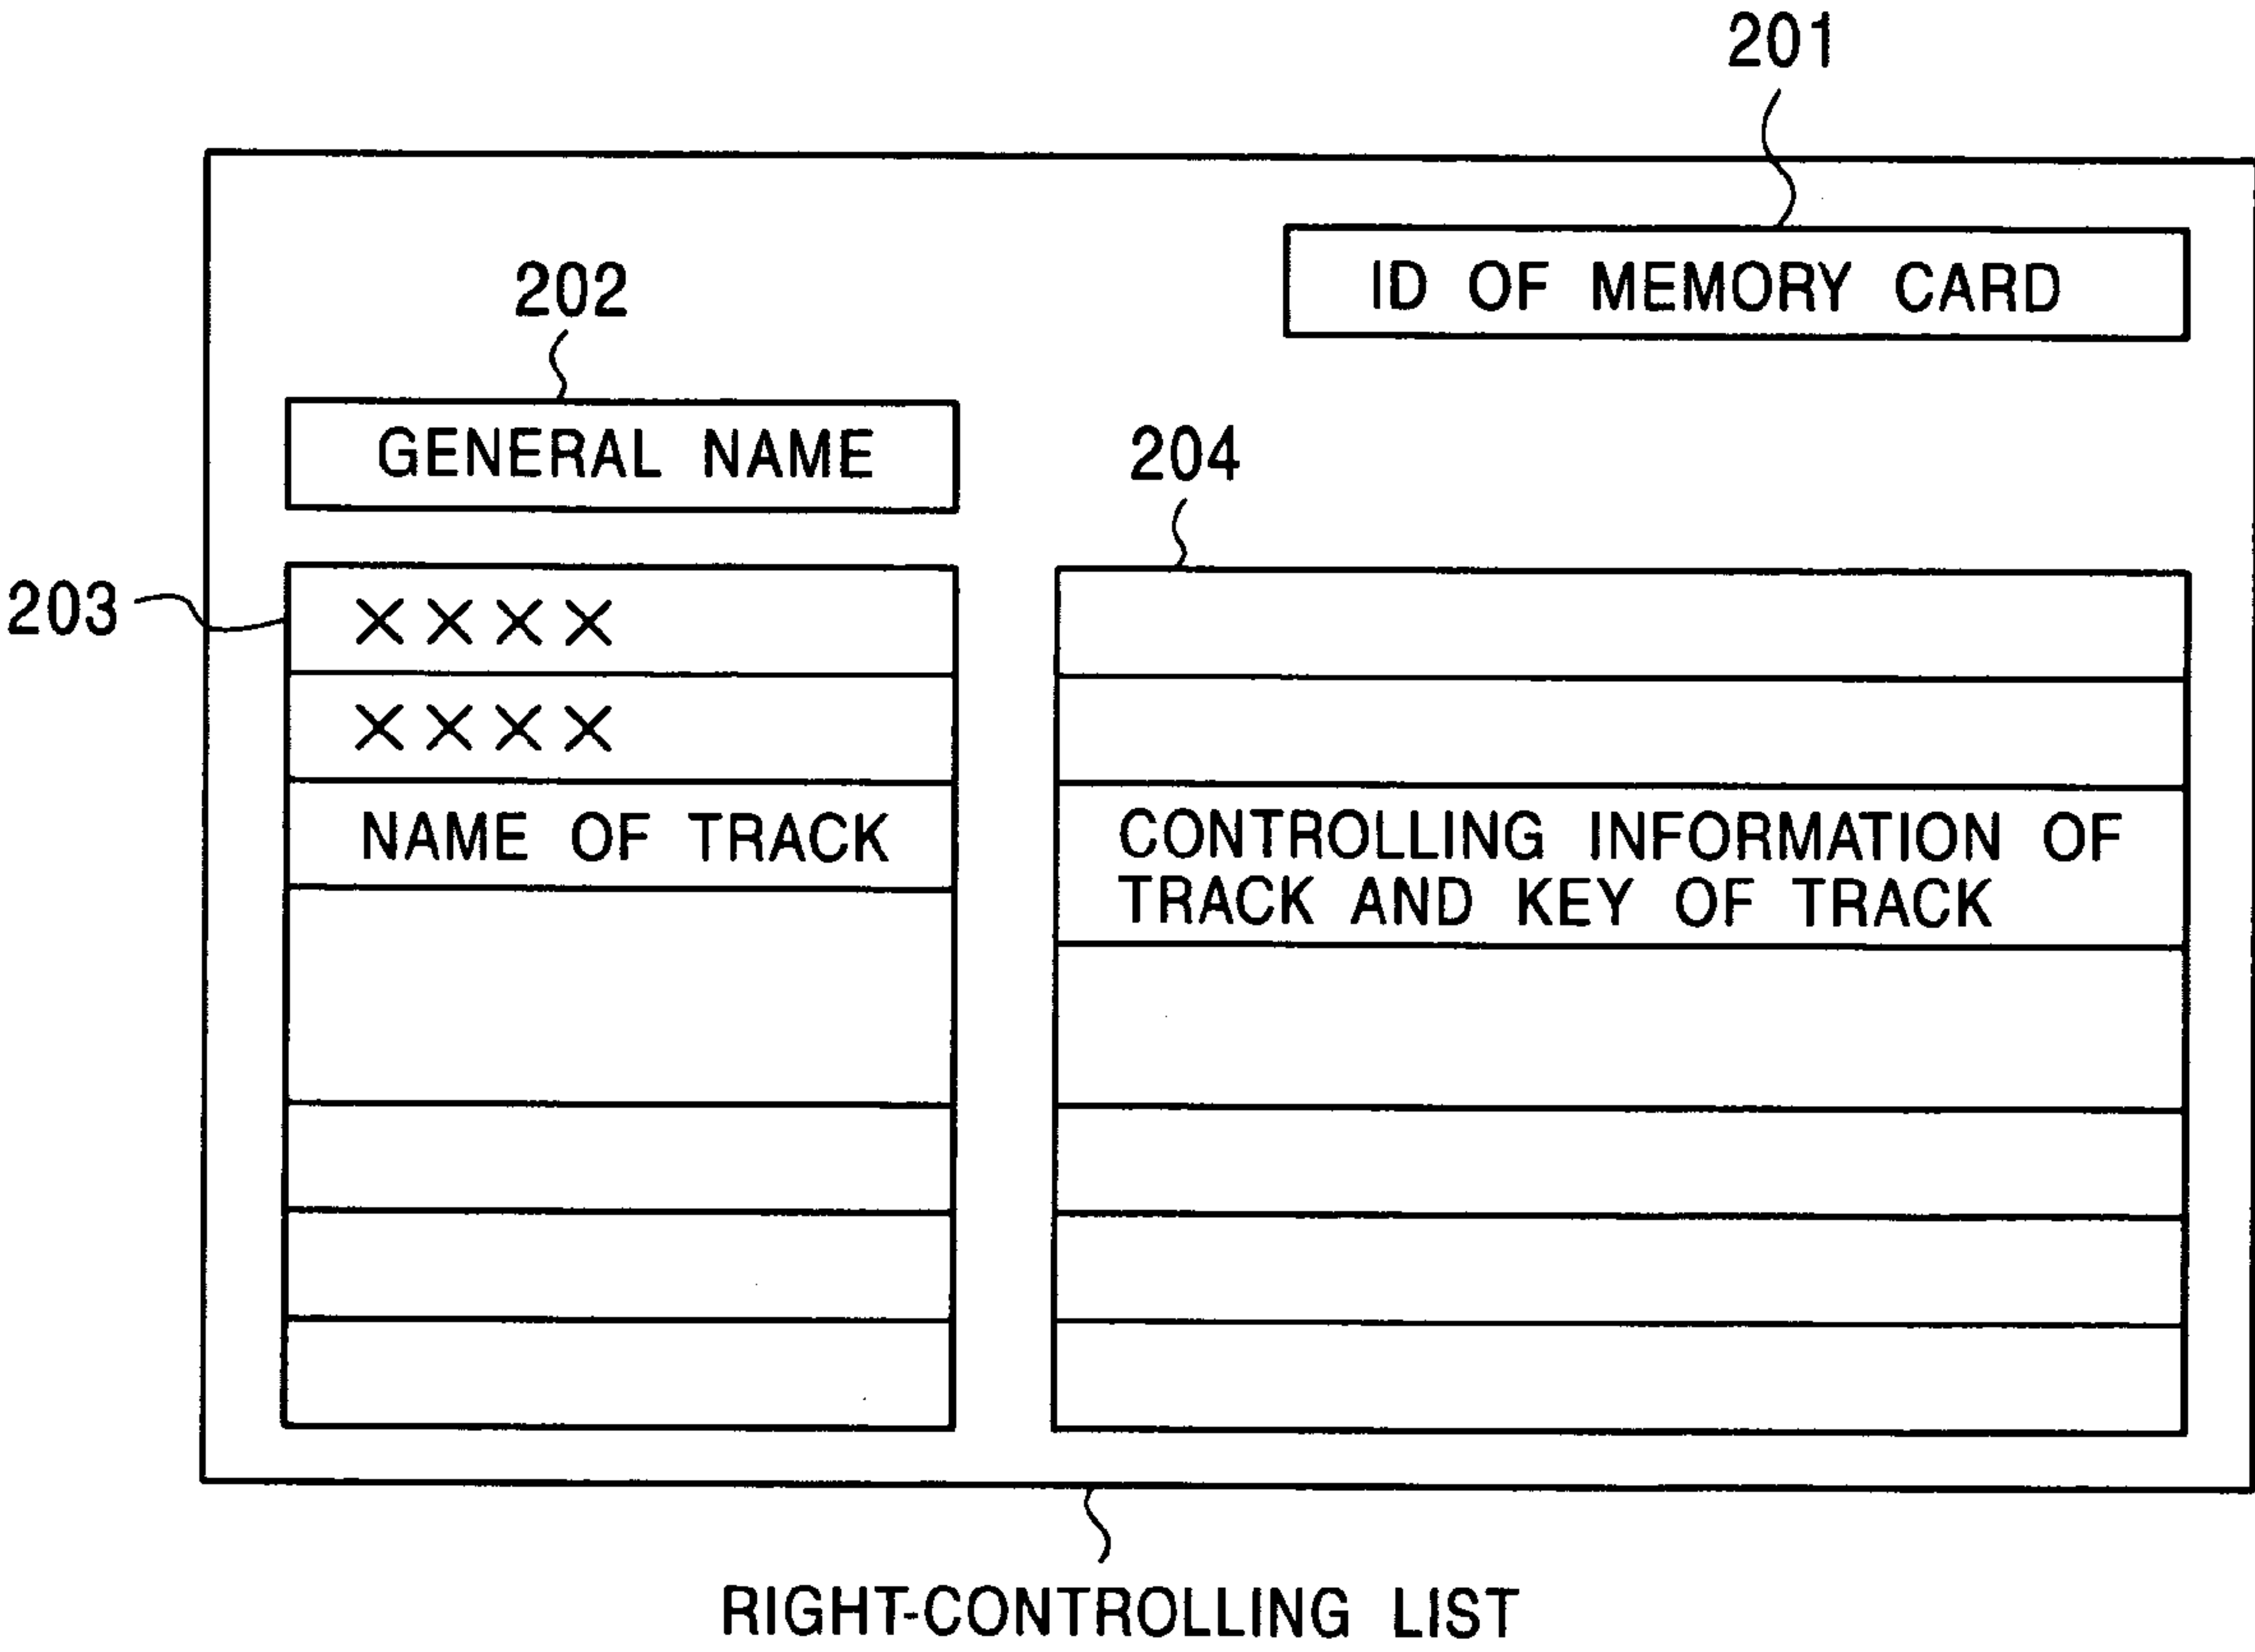 201
ID OF MEMORY CARD
202
GENERAL NAME
204
203
××××
××××
NAME OF TRACK
CONTROLLING INFORMATION OF
TRACK AND KEY OF TRACK
RIGHT-CONTROLLING LIST